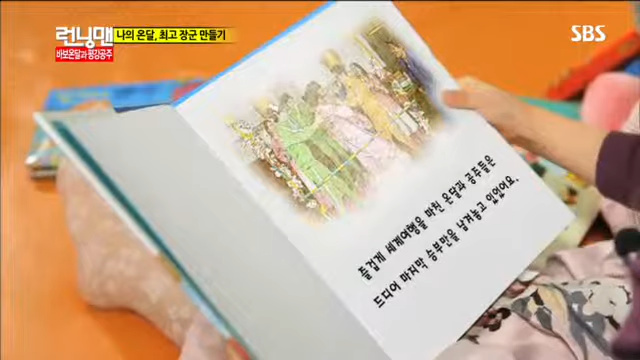 런닝맨
바보온달과 평강공주
나의 온달, 최고 장군 만들기
SBS
즐겁게 세계여행을 마친 온달과 공주들은
드디어 마지막 승부만을 남겨놓고 있었어요.